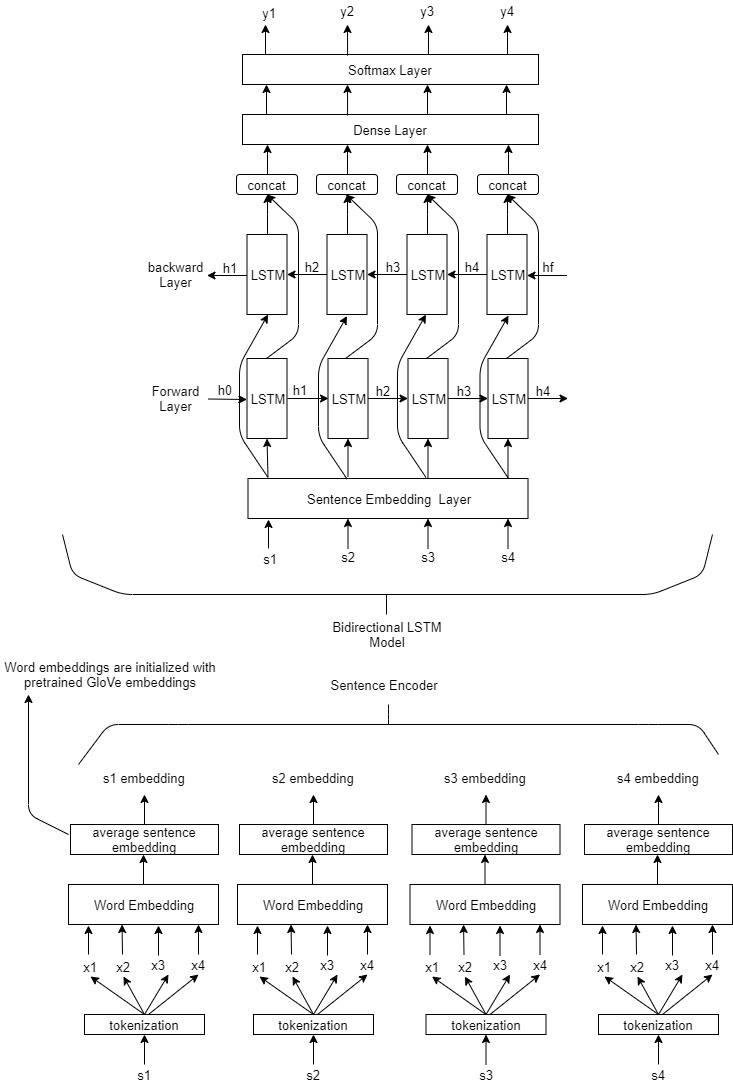 y1 y2 y3 y4
Softmax Layer
Dense Layer
concat concat concat concat
backward
Layer
h1 LSTM h2 LSTM h3 LSTM h4 LSTM hf
Forward
Layer
h0 LSTM h1 LSTM h2 LSTM h3 LSTM h4
Sentence Embedding Layer
s1 s2 s3 s4
Bidirectional LSTM
Model
Word embeddings are initialized with
pretrained GloVe embeddings
Sentence Encoder
s1 embedding s2 embedding s3 embedding s4 embedding
average sentence
embedding
average sentence
embedding
average sentence
embedding
average sentence
embedding
Word Embedding Word Embedding Word Embedding Word Embedding
x1 x2 x3 x4 x1 x2 x3 x4 x1 x2 x3 x4 x1 x2 x3 x4
tokenization tokenization tokenization tokenization
s1 s2 s3 s4